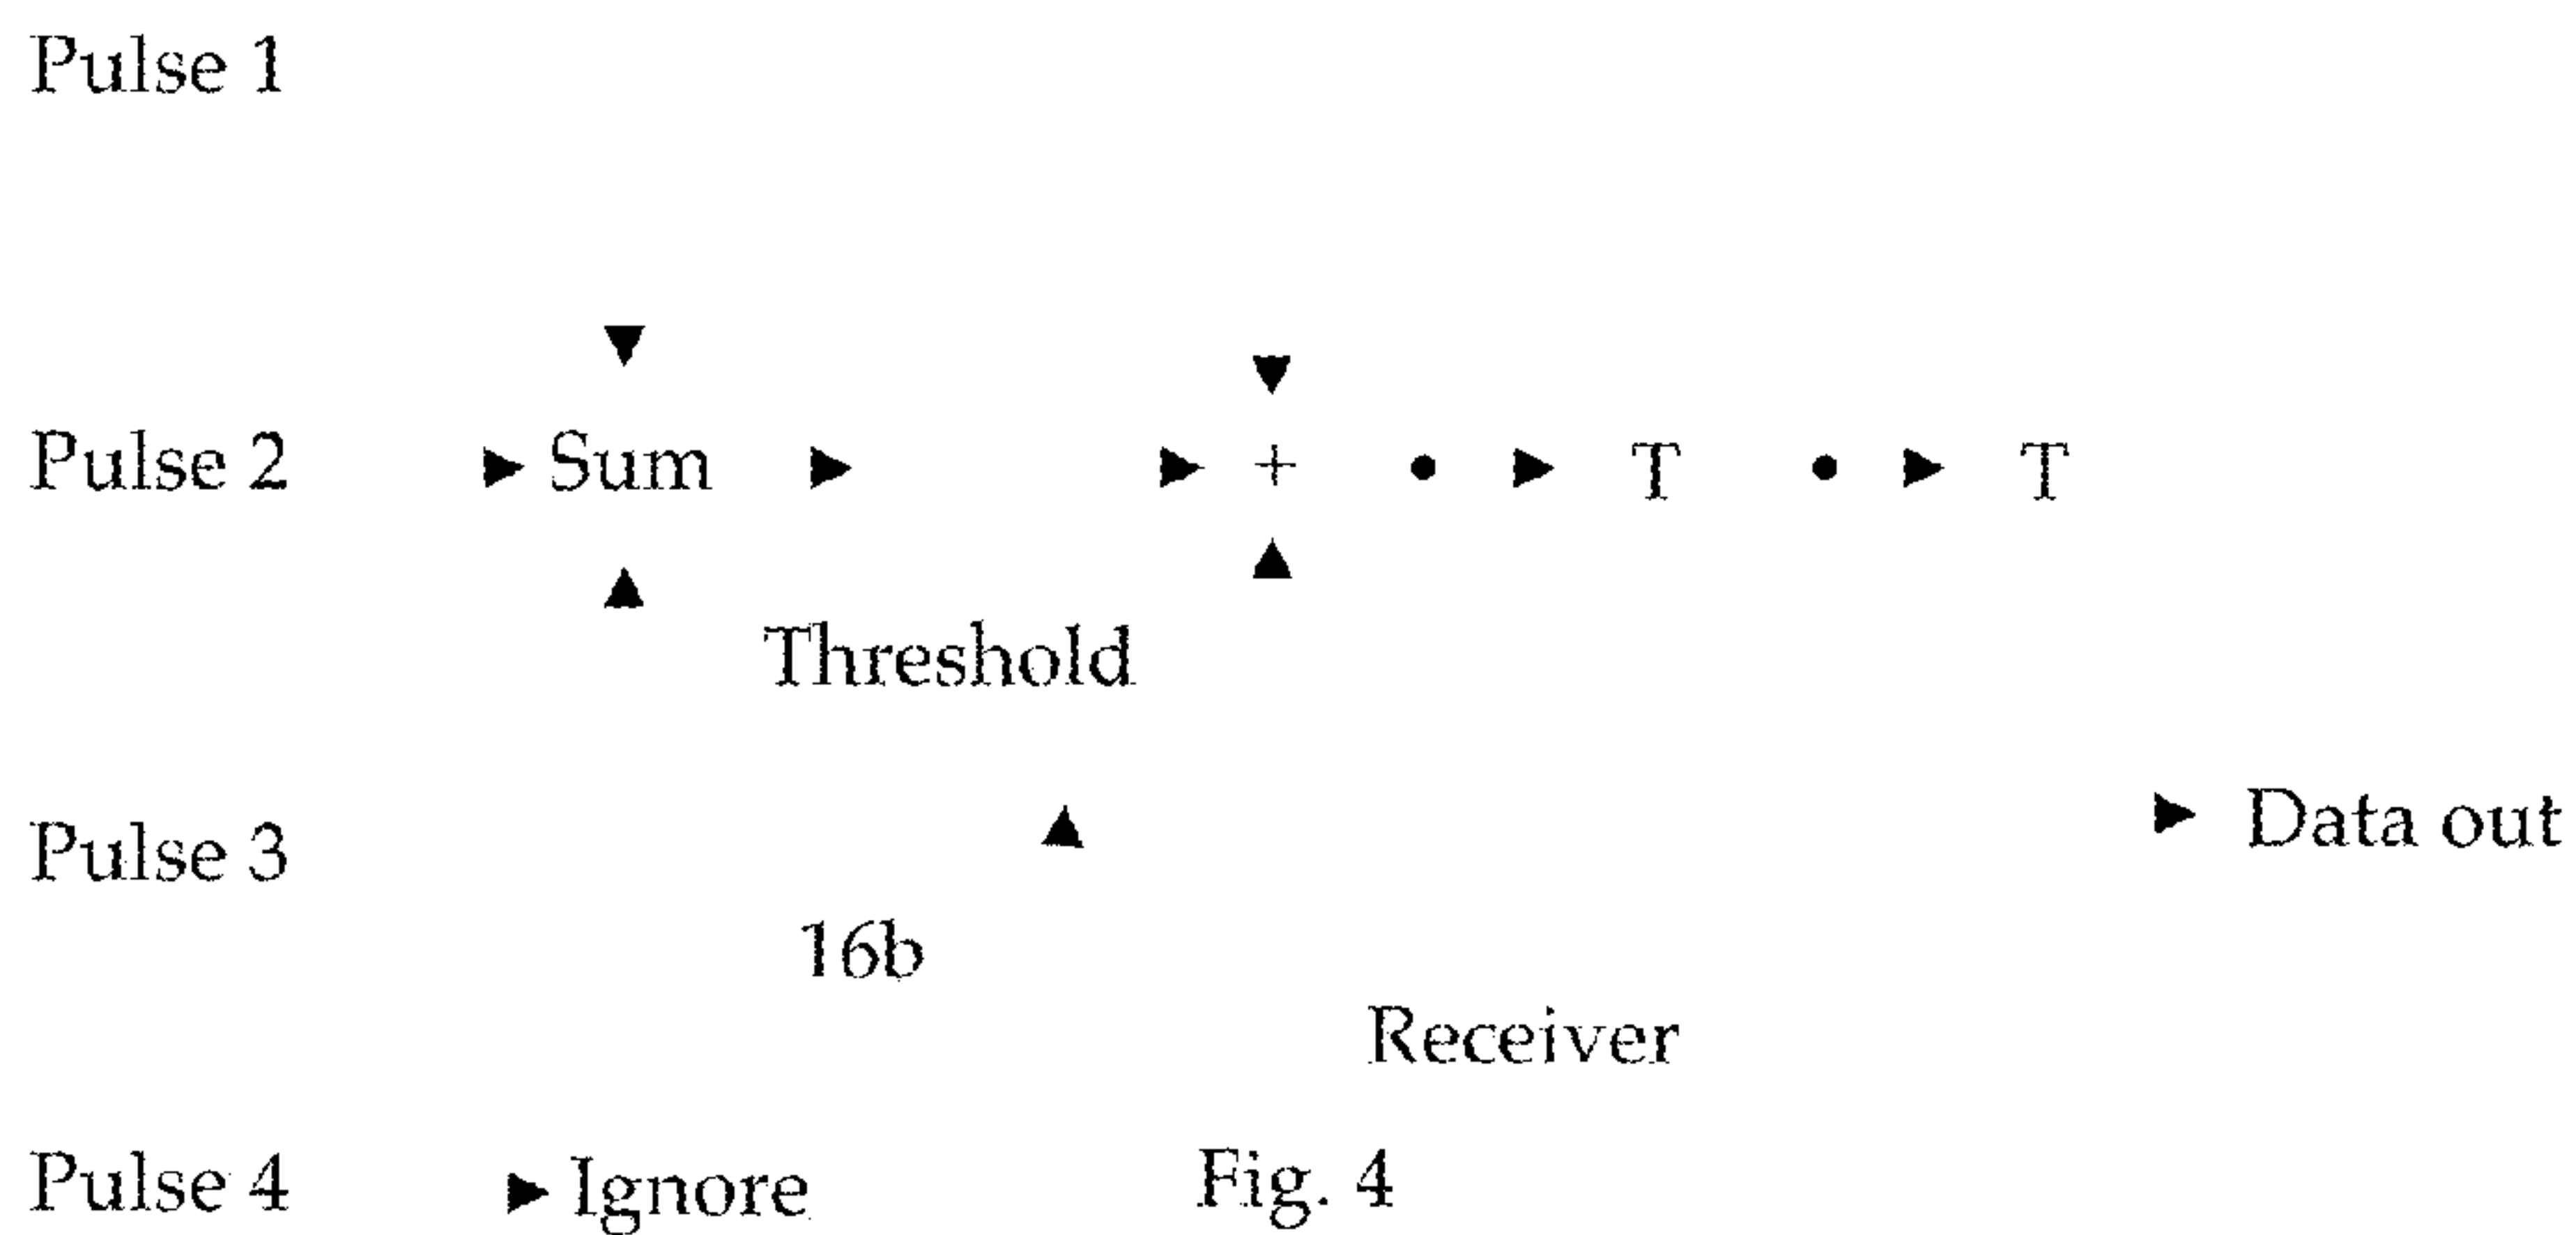 Pulse 1
Pulse 2 Sum + T T
Threshold
Pulse 3 Data out
16b
Receiver
Pulse 4 Ignore Fig. 4